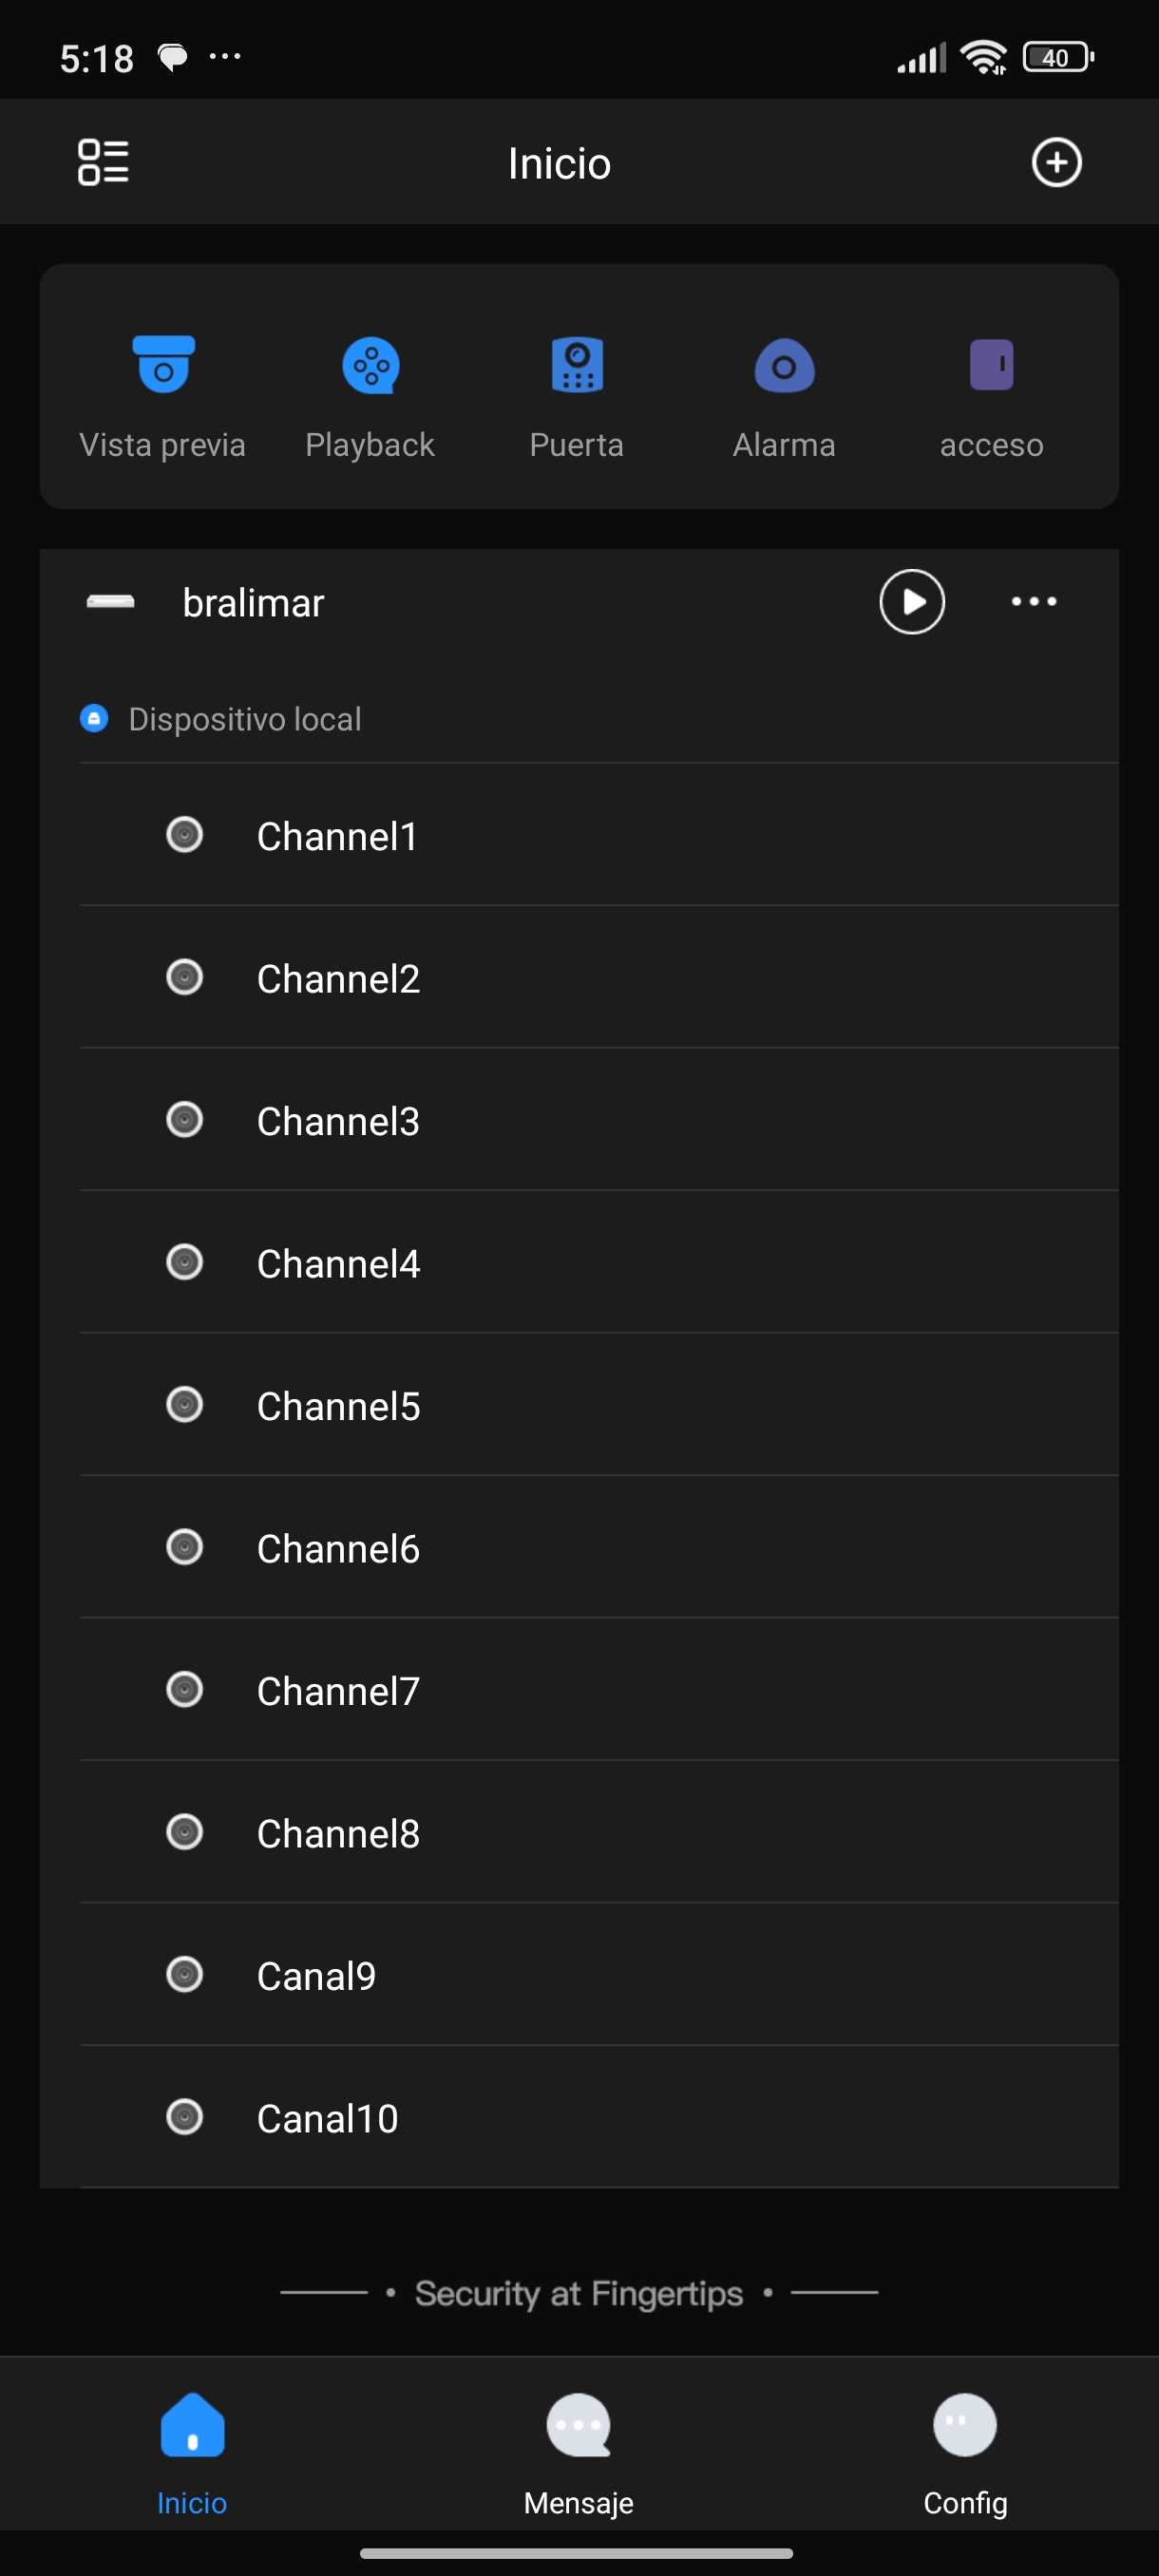 5:18
40
Inicio
Vista previa
Playback
Puerta
Alarma
acceso
bralimar
Dispositivo local
Channel1
Channel2
Channel3
Channel4
Channel5
Channel6
Channel7
Channel8
Canal9
Canal10
Security at Fingertips
Inicio
Mensaje
Config